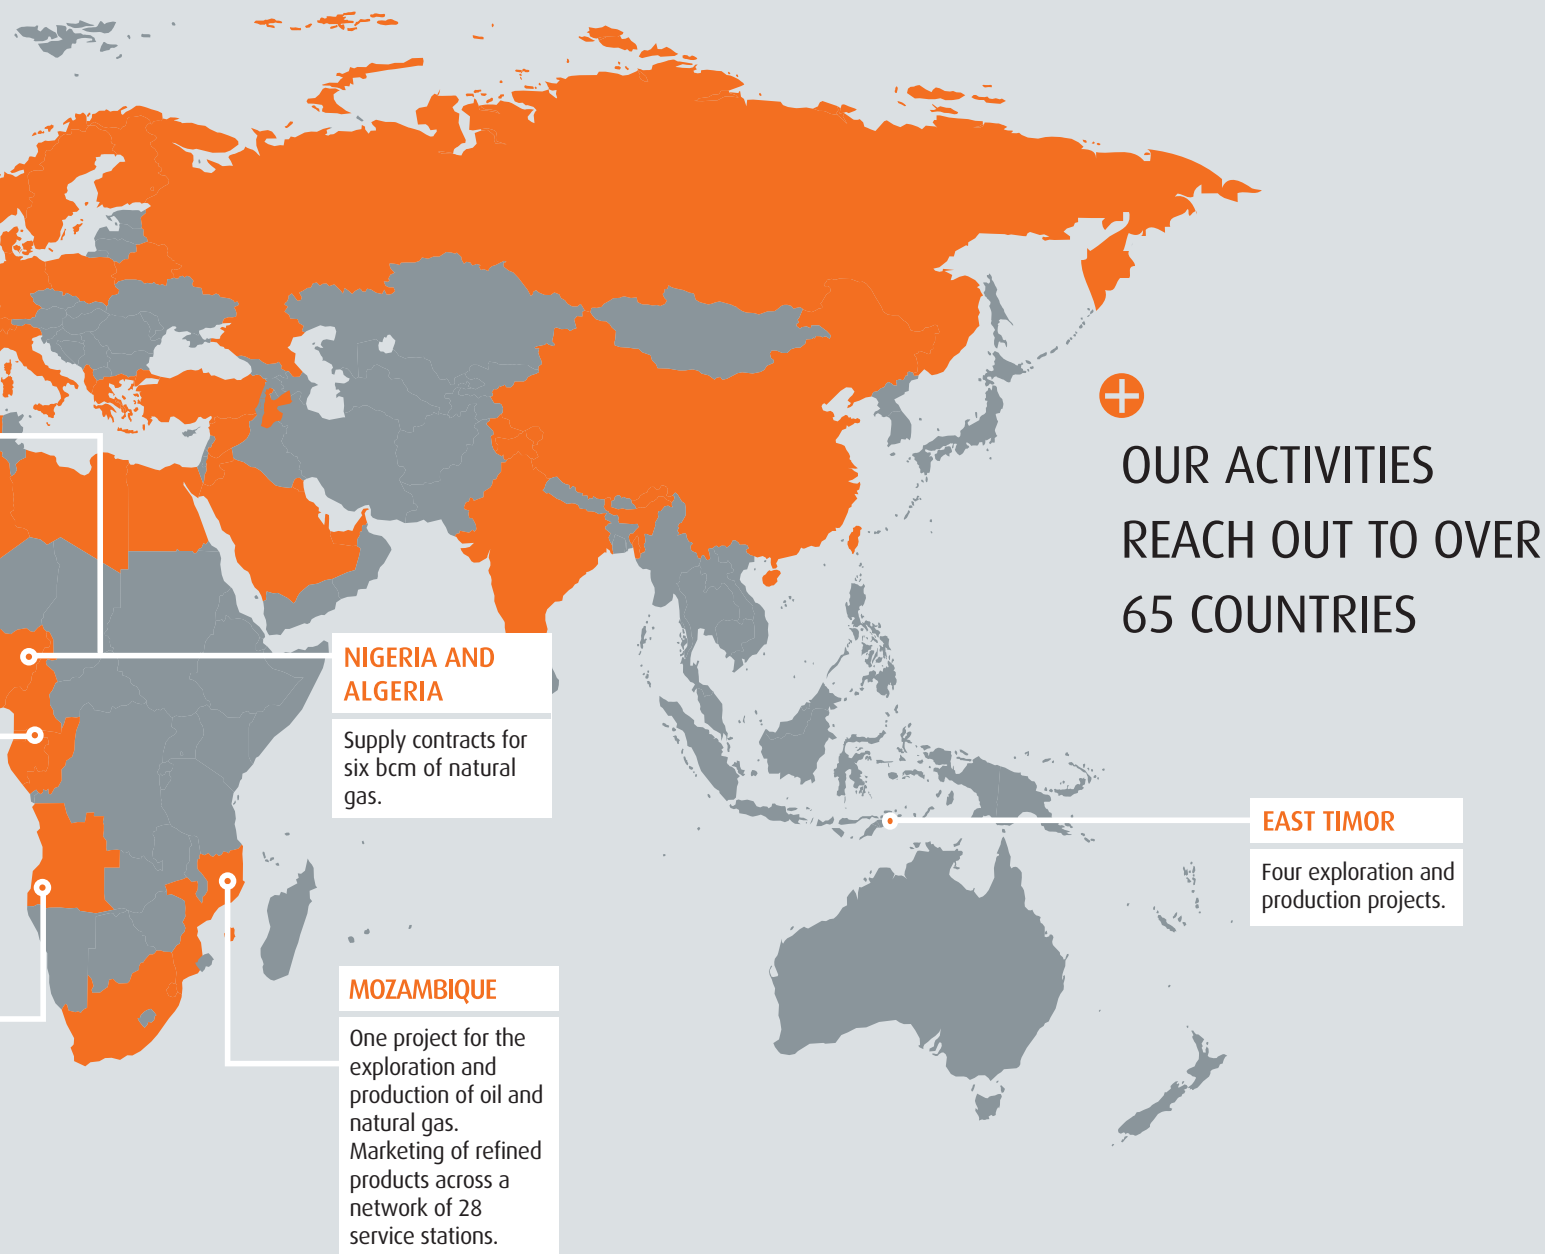 OUR ACTIVITIES
REACH OUT TO OVER
65 COUNTRIES
NIGERIA AND
ALGERIA
Supply contracts for
six bcm of natural
gas.
EAST TIMOR
Four exploration and
production projects.
MOZAMBIQUE
One project for the
exploration and
production of oil and
natural gas.
Marketing of refined
products across a
network of 28
service stations.